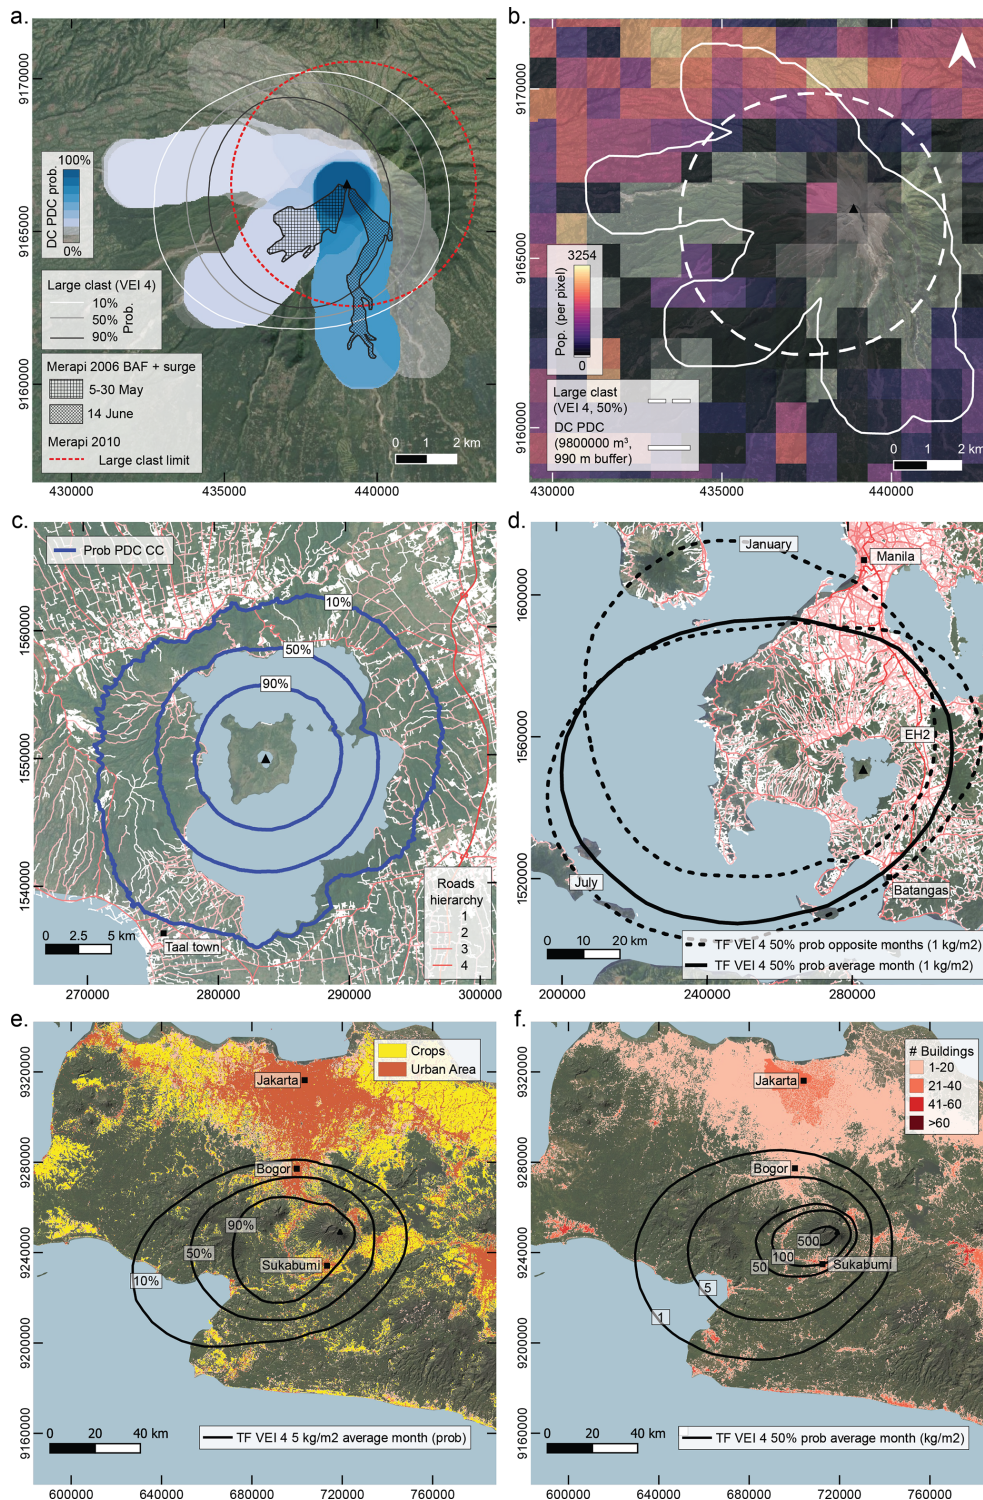 a.
9170000
9165000
9160000
100%
DC PDC prob.
0%
Large clast (VEI 4)
10%
50%
90%
Prob.
Merapi 2006 BAF + surge
5-30 May
14 June
Merapi 2010
Large clast limit
0 1 2 km
430000 435000 440000
b.
9170000
9165000
9160000
3254
Pop. (per pixel)
0
Large clast
(VEI 4, 50%)
DC PDC
(9800000 m³,
990 m buffer)
0 1 2 km
430000 435000 440000
c.
Prob PDC CC
10%
50%
90%
1560000
1550000
1540000
Roads
hierarchy
1
2
3
4
0 2.5 5 km
Taal town
270000 280000 290000 300000
d.
January
Manila
1600000
1560000
1520000
EH2
July
Batangas
0 10 20 km
TF VEI 4 50% prob opposite months (1 kg/m2)
TF VEI 4 50% prob average month (1 kg/m2)
200000 240000 280000
e.
Crops
Urban Area
Jakarta
Bogor
90%
50%
10%
Sukabumi
9320000
9280000
9240000
9200000
9160000
0 20 40 km
TF VEI 4 5 kg/m2 average month (prob)
600000 640000 680000 720000 760000
f.
# Buildings
1-20
21-40
41-60
>60
Jakarta
Bogor
500
100
50
Sukabumi
5
1
9320000
9280000
9240000
9200000
9160000
0 20 40 km
TF VEI 4 50% prob average month (kg/m2)
600000 640000 680000 720000 760000